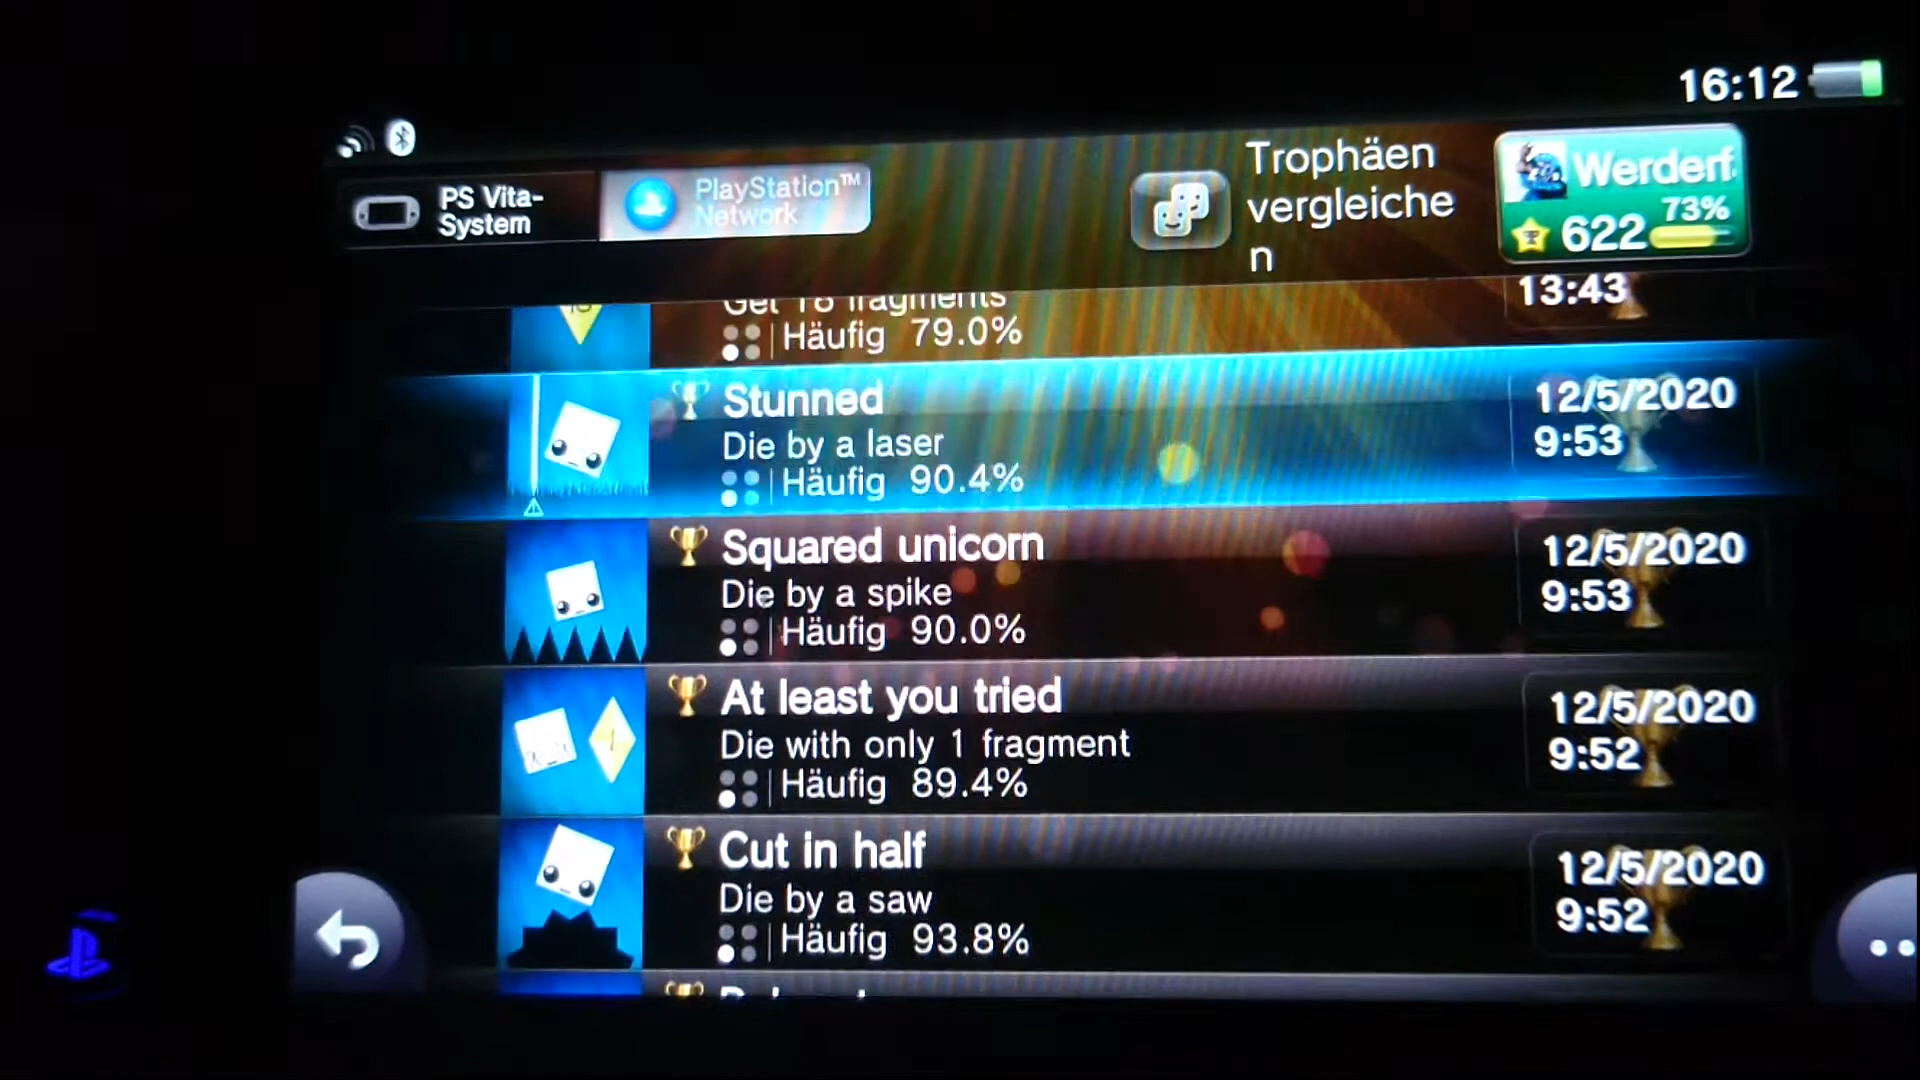 16:12
PS Vita-
System
PlayStation™
Network
Trophäen
vergleiche
n
Werderf
73%
622
Get 18 fragments
Häufig 79.0%
13:43
Stunned
Die by a laser
Häufig 90.4%
12/5/2020
9:53
Squared unicorn
Die by a spike
Häufig 90.0%
12/5/2020
9:53
At least you tried
Die with only 1 fragment
Häufig 89.4%
12/5/2020
9:52
Cut in half
Die by a saw
Häufig 93.8%
12/5/2020
9:52